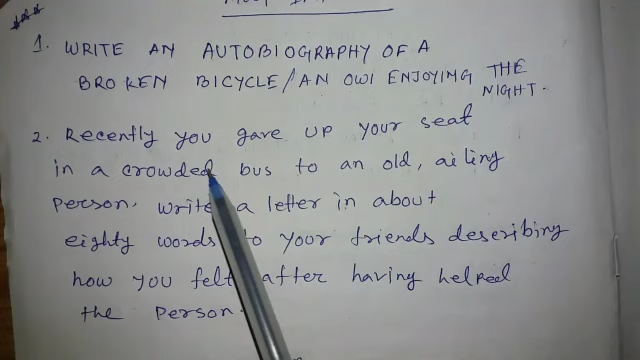 1. WRITE AN AUTOBIOGRAPHY OF A
BROKEN BICYCLE/AN OWl ENJOYING THE
NIGHT.
2. Recently you gave up your seat
in a crowded bus to an old, ailing
person. Write a letter in about
eighty words to your friends describing
how you felt after having helped
the person.